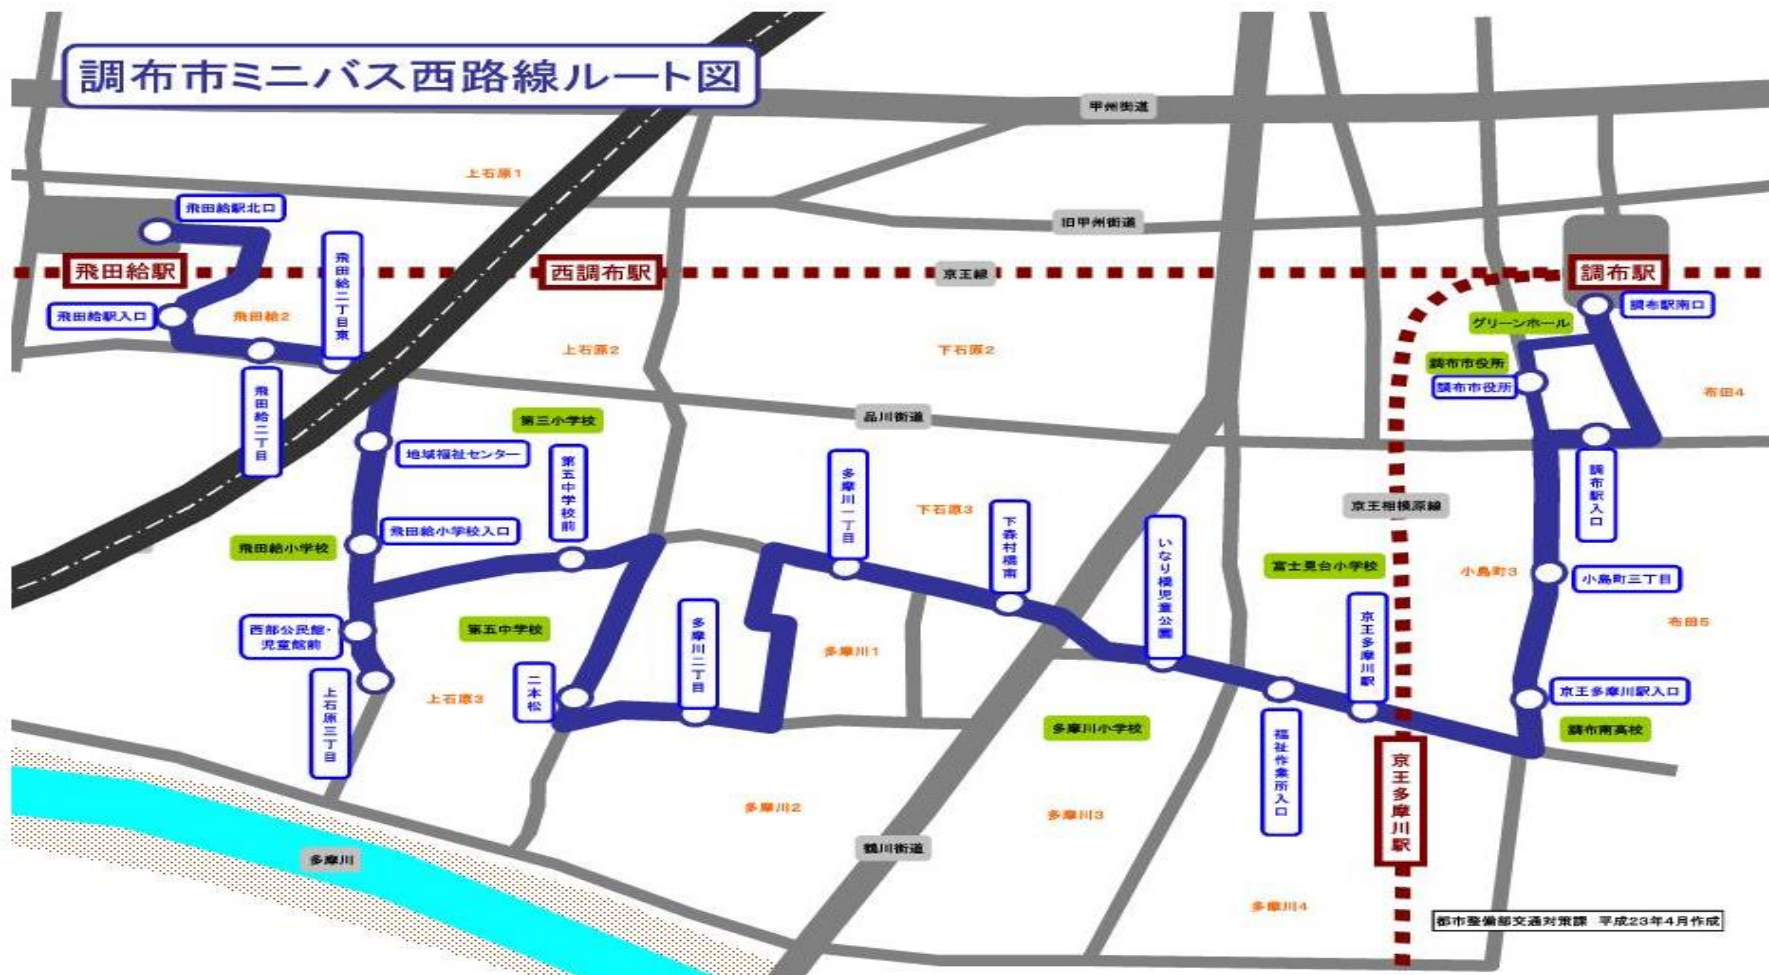 調布市ミニバス西路線ルート図
甲州街道
上石原1
飛田給駅北口
旧甲州街道
飛田給駅
飛田給二丁目東
西調布駅
京王線
調布駅
飛田給駅入口
飛田給2
調布駅南口
グリーンホール
上石原2
下石原2
調布市役所
調布市役所
布田4
飛田給二丁目
第三小学校
品川街道
地域福祉センター
第五中学校前
多摩川一丁目
調布駅入口
下石原3
京王相模原線
下森村橋南
いなり橋児童公園
飛田給小学校入口
飛田給小学校
富士見台小学校
小島町3
小島町三丁目
西部公民館・
児童館前
第五中学校
多摩川二丁目
京王多摩川駅
布田5
多摩川1
上石原三丁目
上石原3
二本松
京王多摩川駅入口
多摩川小学校
福祉作業所入口
調布南高校
京王多摩川駅
多摩川2
多摩川3
鶴川街道
多摩川
多摩川4
都市整備部交通対策課 平成23年4月作成